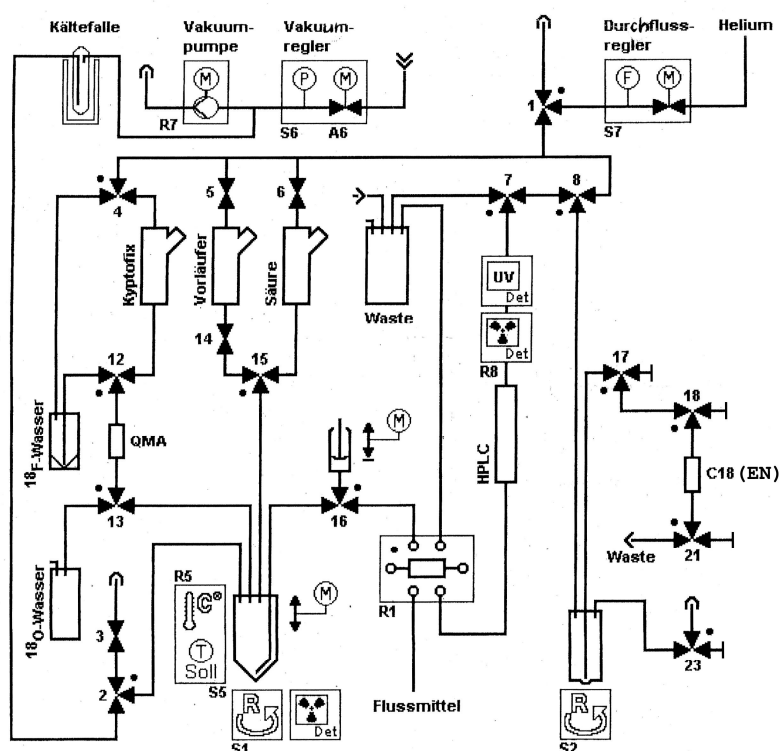 Kältefalle
Vakuum-
pumpe
Vakuum-
regler
Durchfluss-
regler
Helium
M
P
M
F
M
R7
S6
A6
S7
1
4
5
6
7
8
Kyptofix
Vorläufer
Säure
Waste
UV
Det
Det
R8
14
12
15
17
18
18F-Wasser
QMA
M
HPLC
C18 (EN)
13
16
Waste
21
18O-Wasser
R5
C°
T
Soll
S5
M
R1
3
2
23
R
S1
Det
Flussmittel
R
S2